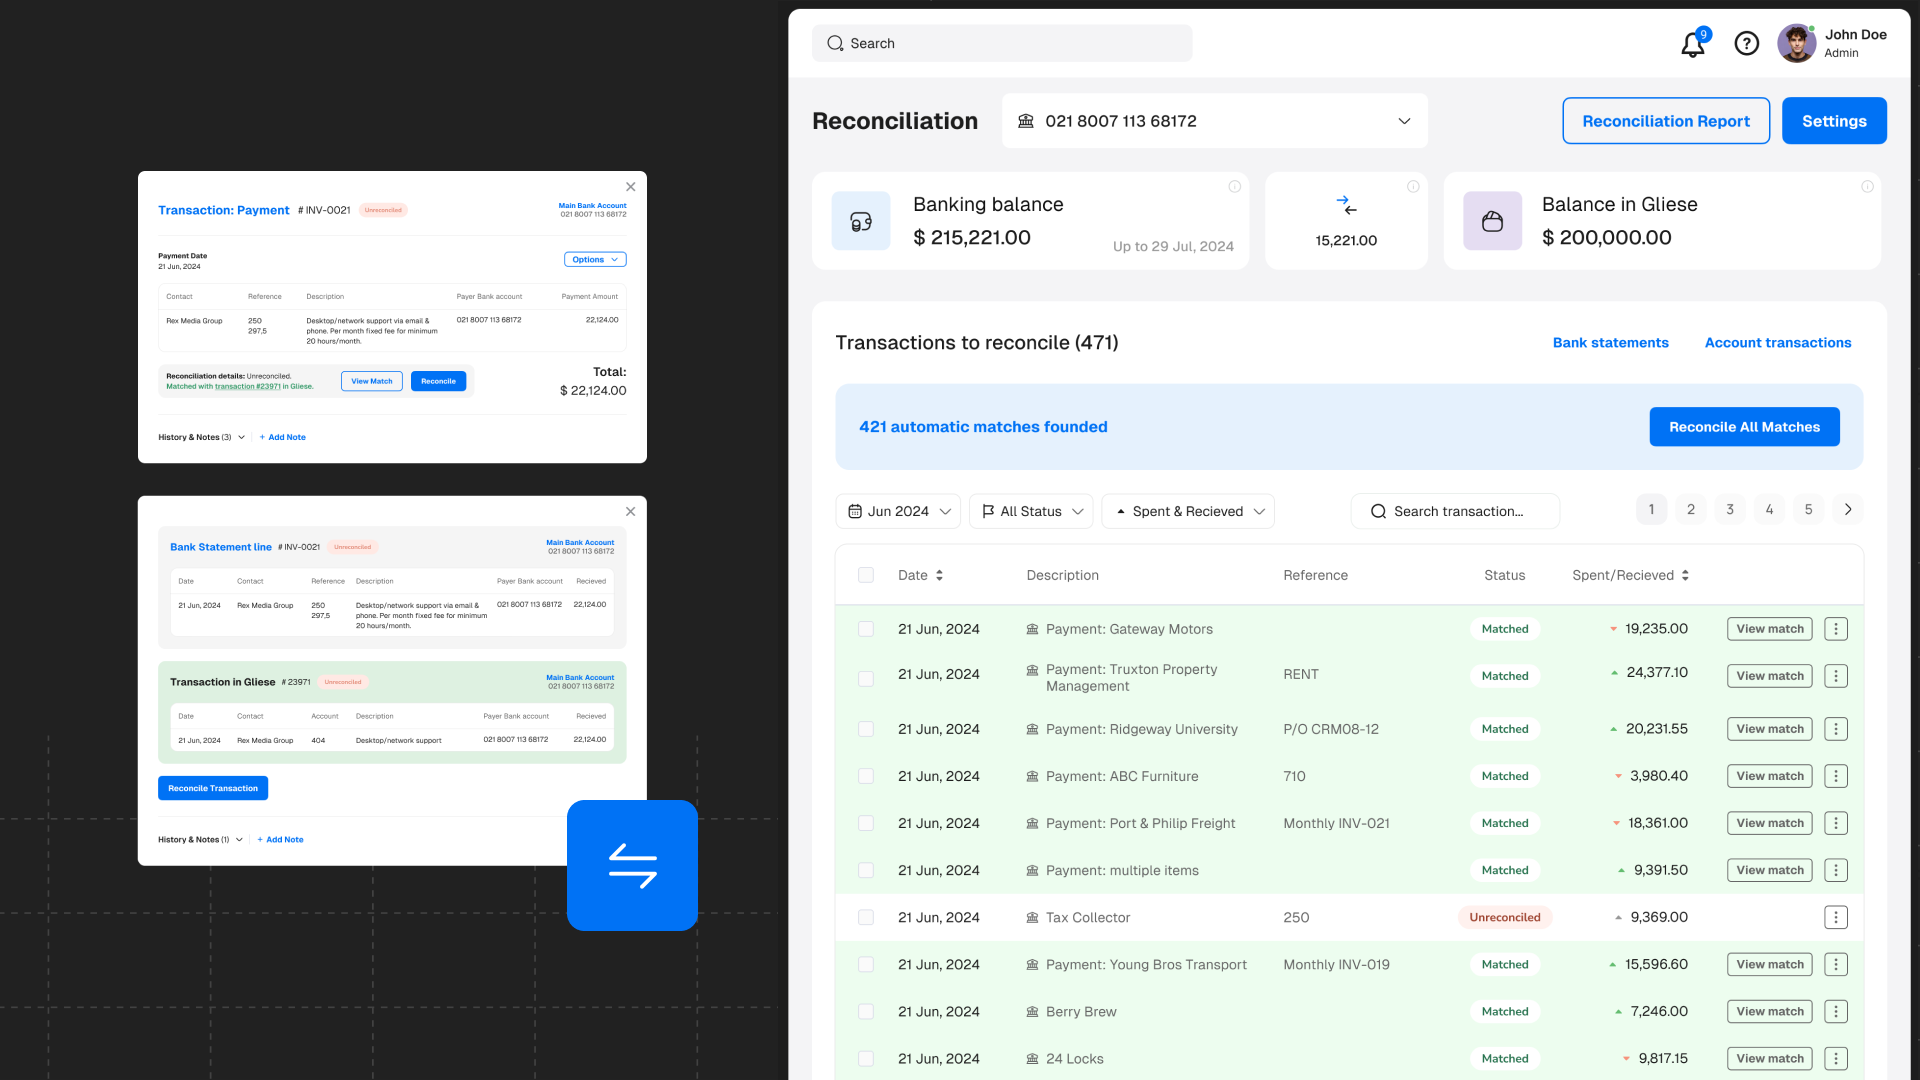 Transaction: Payment # INV-0021 Unreconciled
Main Bank Account
021 8007 113 68172
Payment Date
21 Jun, 2024
Options
Contact Reference Description Payer Bank account Payment Amount
Rex Media Group 250 Desktop/network support via email & 021 8007 113 68172 22,124.00
297,5 phone. Per month fixed fee for minimum
20 hours/month.
Reconciliation details: Unreconciled.
Matched with transaction #23971 in Gliese.
View Match Reconcile
Total:
$ 22,124.00
History & Notes (3) + Add Note
Bank Statement line # INV-0021 Unreconciled
Main Bank Account
021 8007 113 68172
Date Contact Reference Description Payer Bank account Recieved
21 Jun, 2024 Rex Media Group 250 Desktop/network support via email & 021 8007 113 68172 22,124.00
297,5 phone. Per month fixed fee for minimum
20 hours/month.
Transaction in Gliese # 23971 Unreconciled
Main Bank Account
021 8007 113 68172
Date Contact Account Description Payer Bank account Recieved
21 Jun, 2024 Rex Media Group 404 Desktop/network support 021 8007 113 68172 22,124.00
Reconcile Transaction
History & Notes (1) + Add Note
Search
9
?
John Doe
Admin
Reconciliation
021 8007 113 68172
Reconciliation Report
Settings
Banking balance
$ 215,221.00
Up to 29 Jul, 2024
15,221.00
Balance in Gliese
$ 200,000.00
Transactions to reconcile (471)
Bank statements
Account transactions
421 automatic matches founded
Reconcile All Matches
Jun 2024
All Status
Spent & Recieved
Search transaction...
1 2 3 4 5
Date Description Reference Status Spent/Recieved
21 Jun, 2024 Payment: Gateway Motors Matched 19,235.00 View match
21 Jun, 2024 Payment: Truxton Property RENT Matched 24,377.10 View match
Management
21 Jun, 2024 Payment: Ridgeway University P/O CRM08-12 Matched 20,231.55 View match
21 Jun, 2024 Payment: ABC Furniture 710 Matched 3,980.40 View match
21 Jun, 2024 Payment: Port & Philip Freight Monthly INV-021 Matched 18,361.00 View match
21 Jun, 2024 Payment: multiple items Matched 9,391.50 View match
21 Jun, 2024 Tax Collector 250 Unreconciled 9,369.00
21 Jun, 2024 Payment: Young Bros Transport Monthly INV-019 Matched 15,596.60 View match
21 Jun, 2024 Berry Brew Matched 7,246.00 View match
21 Jun, 2024 24 Locks Matched 9,817.15 View match